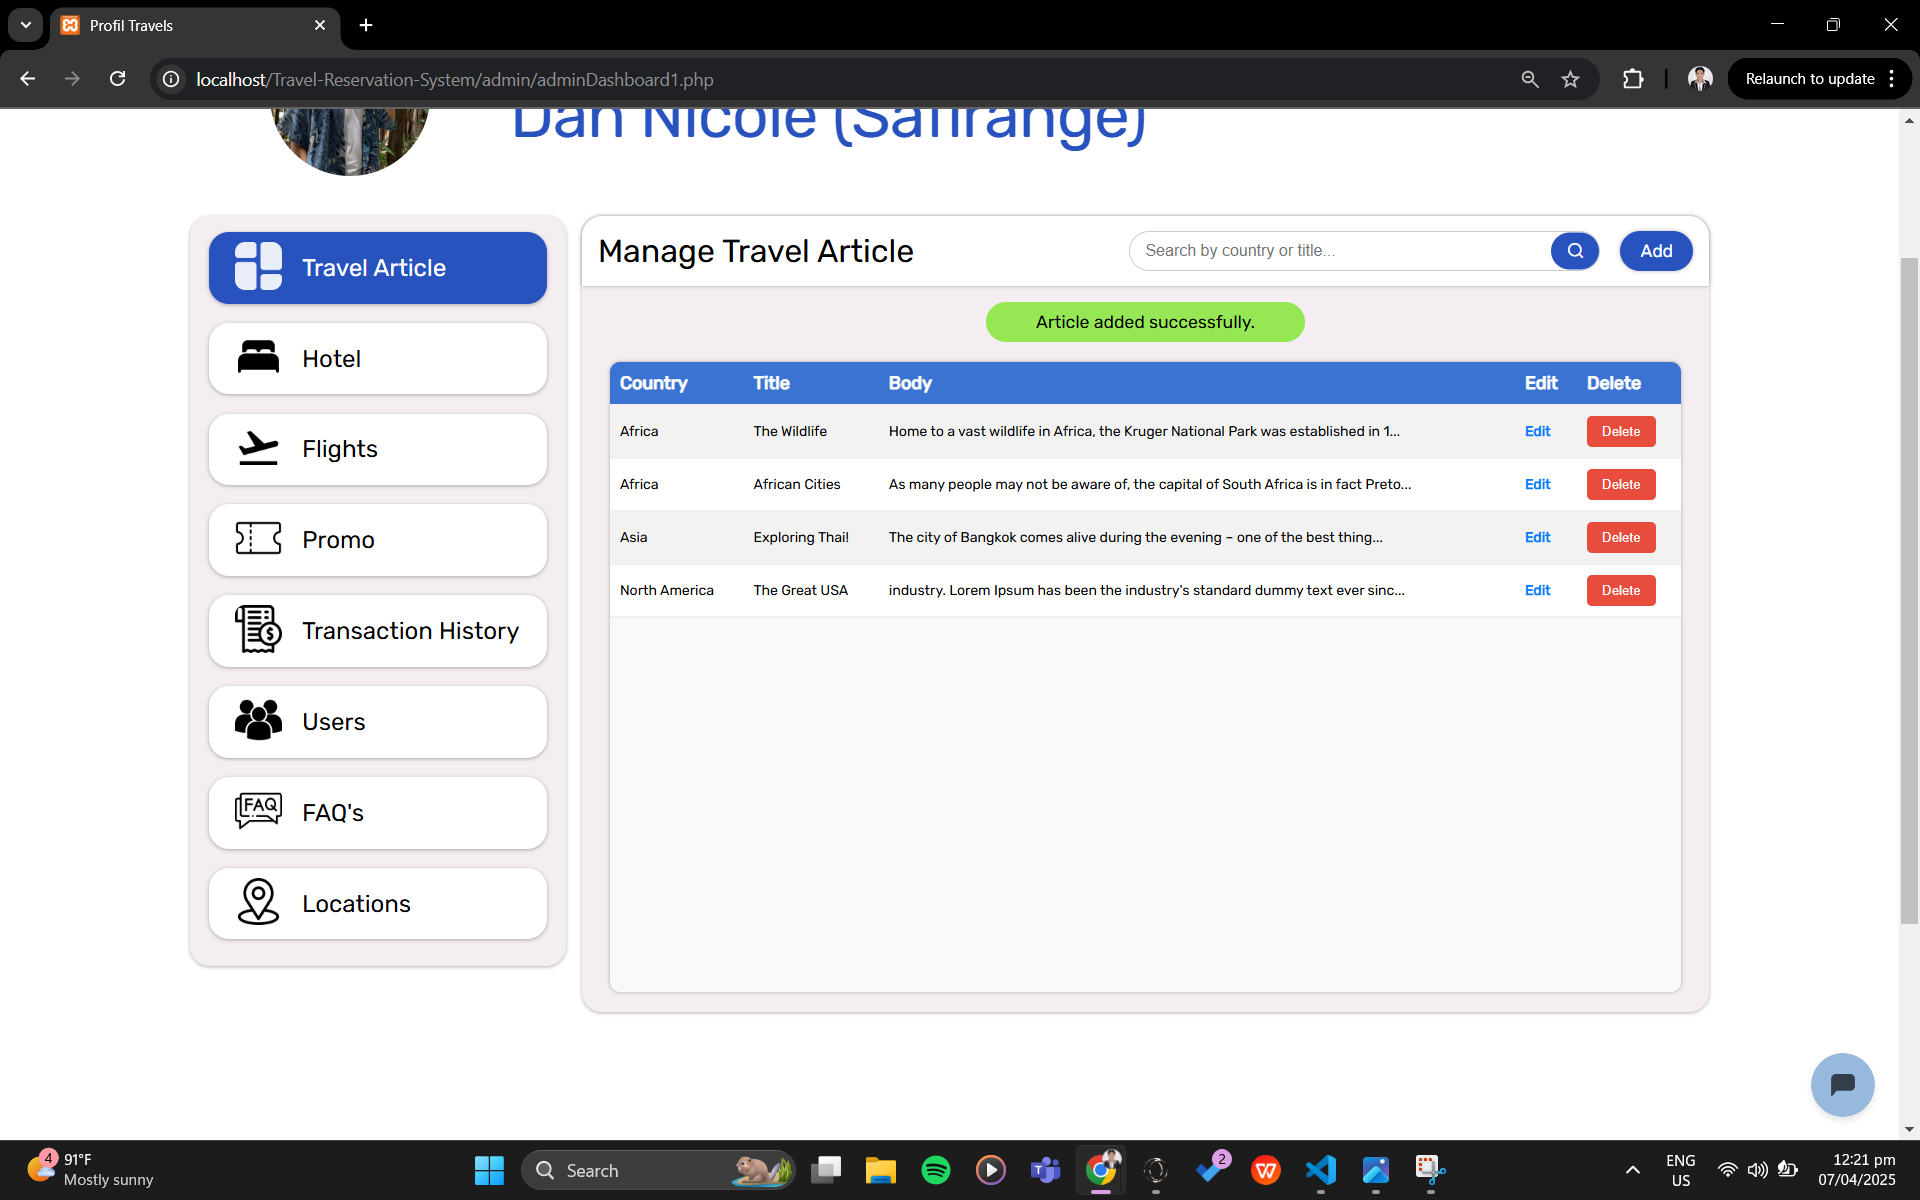 Profil Travels
localhost/Travel-Reservation-System/admin/adminDashboard1.php
Relaunch to update
Dan Nicole (Safirange)
Travel Article
Hotel
Flights
Promo
Transaction History
Users
FAQ
FAQ's
Locations
Manage Travel Article
Search by country or title...
Add
Article added successfully.
Country Title Body Edit Delete
Africa The Wildlife Home to a vast wildlife in Africa, the Kruger National Park was established in 1... Edit Delete
Africa African Cities As many people may not be aware of, the capital of South Africa is in fact Preto... Edit Delete
Asia Exploring Thai! The city of Bangkok comes alive during the evening – one of the best thing... Edit Delete
North America The Great USA industry. Lorem Ipsum has been the industry's standard dummy text ever sinc... Edit Delete
4
91°F
Mostly sunny
Search
2
ENG
US
12:21 pm
07/04/2025